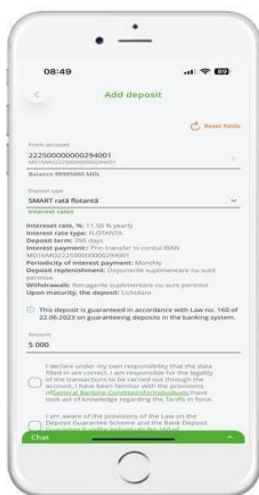 08:49
Add deposit
Reset fields
From account
2225000000294001
Balance 99995000 MDL
Deposit type
SMART rată flotantă
Interest rates
Intereset rate, %: 11.50 % yearly
Interest rate type: FLOTANTA
Deposit term: 395 days
Interest payment: Prin transfer in contul IBAN
Periodicity of interest payment: Monthly
Deposit replenishment: Depunerile suplimentare nu sunt
permise
Withdrawals: Retragerile suplimentare nu sunt permise
Upon maturity, the deposit: Lichidare
This deposit is guaranteed in accordance with Law no. 160 of
22.06.2023 on guaranteeing deposits in the banking system.
Amount
5 000
I declare under my own responsibility that the data
filled in are correct, I am responsible for the legality
of the transactions to be carried out through the
account, I have been familiar with the provisions
ofGeneral Banking ConditionsforIndividuals,Ihave
took act of knowledge regarding the Tariffs in force.
I am aware of the provisions of the Law on the
Deposit Guarantee Scheme and the Bank Deposit
Chat